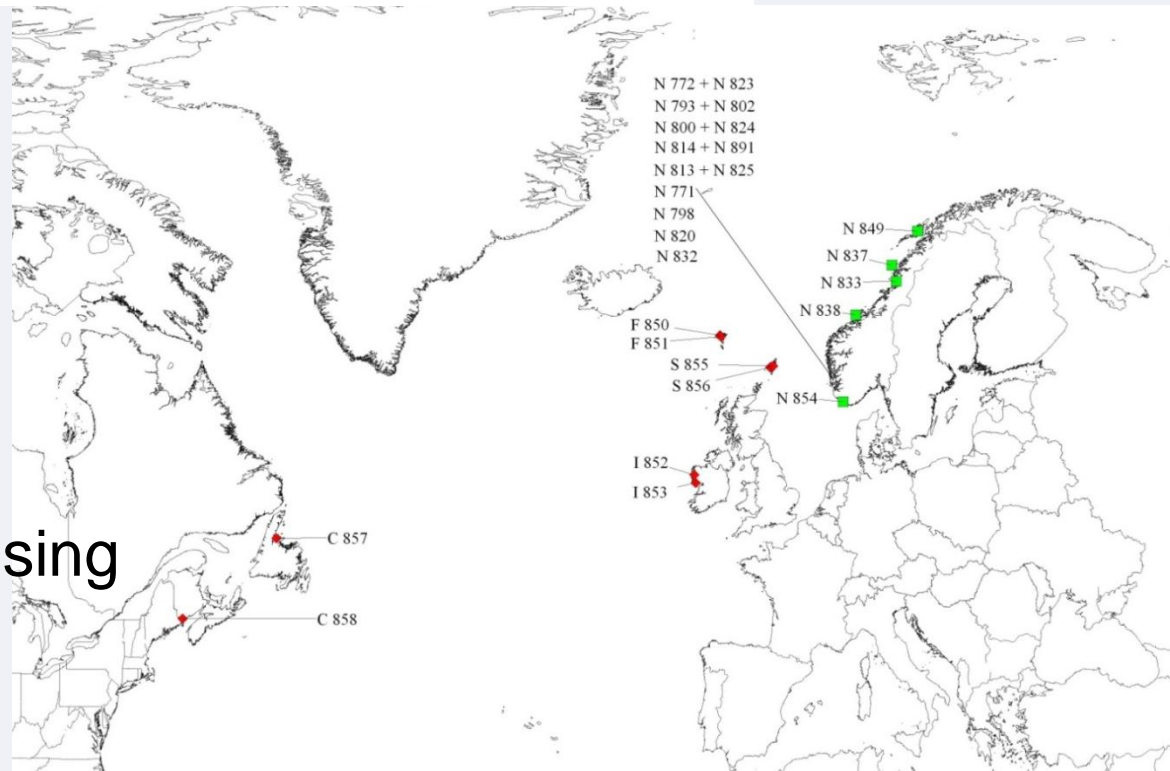 N 772 + N 823
N 793 + N 802
N 800 + N 824
N 814 + N 891
N 813 + N 825
N 771
N 798
N 820
N 832
N 849
N 837
N 833
N 838
F 850
F 851
S 855
S 856
N 854
I 852
I 853
sing
C 857
C 858